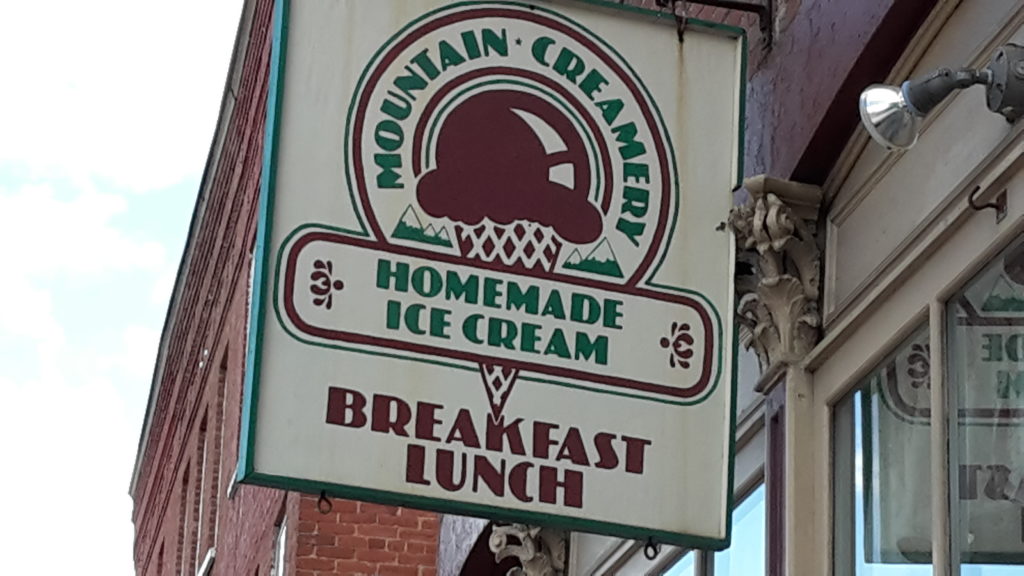 MOUNTAIN · CREAMERY
HOMEMADE
ICE CREAM
BREAKFAST
LUNCH